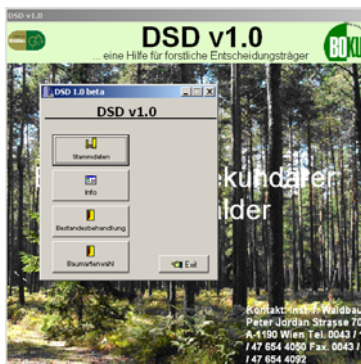 DSD v1.0
DSD v1.0
... eine Hilfe für forstliche Entscheidungsträger
BOKU
DSD 1.0 beta
DSD v1.0
Stammdaten
Info
Bestandesbehandlung
Baumartenwahl
Exit
Kontakt: Inst. f. Waldbau
Peter Jordan Strasse 70
A-1190 Wien Tel. 0043 / 1
/ 47 654 4050 Fax. 0043 /
/ 47 654 4092